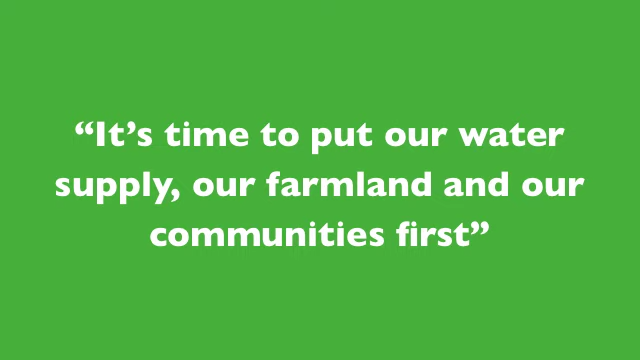 “It’s time to put our water
supply, our farmland and our
communities first”